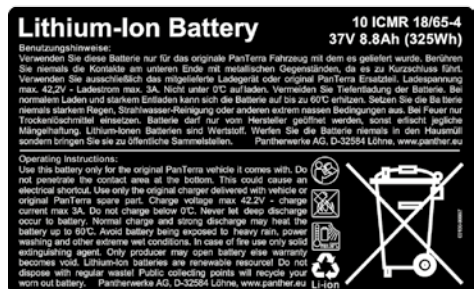 Lithium-Ion Battery
10 ICMR 18/65-4
37V 8.8Ah (325Wh)
Benutzungshinweise:
Verwenden Sie diese Batterie nur für das originale PanTerra Fahrzeug mit dem es geliefert wurde. Berühren
Sie niemals die Kontakte am unteren Ende mit metallischen Gegenständen, da es zu Kurzschluss führt.
Verwenden Sie ausschließlich das mitgelieferte Ladegerät oder original PanTerra Ersatzteil. Ladespannung
max. 42,2V - Ladestrom max. 3A. Nicht unter 0°C aufladen. Vermeiden Sie Tiefentladung der Batterie. Bei
normalem Laden und starkem Entladen kann sich die Batterie auf bis zu 60°C erhitzen. Setzen Sie die Batterie
niemals starkem Regen, Strahlwasser-Reinigung oder anderen extrem nassen Bedingungen aus. Bei Feuer nur
Trockenlöschmittel einsetzen. Batterie darf nur vom Hersteller geöffnet werden, sonst erlischt jegliche
Mängelhaftung. Lithium-Ionen Batterien sind Wertstoff. Werfen Sie die Batterie niemals in den Hausmüll
sondern bringen Sie sie zu öffentliche Sammelstellen. Pantherwerke AG, D-32584 Löhne, www.panther.eu
Operating Instructions:
Use this battery only for the original PanTerra vehicle it comes with. Do
not penetrate the contact area at the bottom. This could cause an
electrical shortcut. Use only the original charger delivered with vehicle or
original PanTerra spare part. Charge voltage max 42.2V - charge
current max 3A. Do not charge below 0°C. Never let deep discharge
occur to battery. Normal charge and strong discharge may heat the
battery up to 60°C. Avoid battery being exposed to heavy rain, power
washing and other extreme wet conditions. In case of fire use only solid
extinguishing agent. Only producer may open battery else warranty
becomes void. Lithium-Ion batteries are renewable resource! Do not
dispose with regular waste! Public collecting points will recycle your
worn out battery. Pantherwerke AG, D-32584 Löhne, www.panther.eu
Li-ion